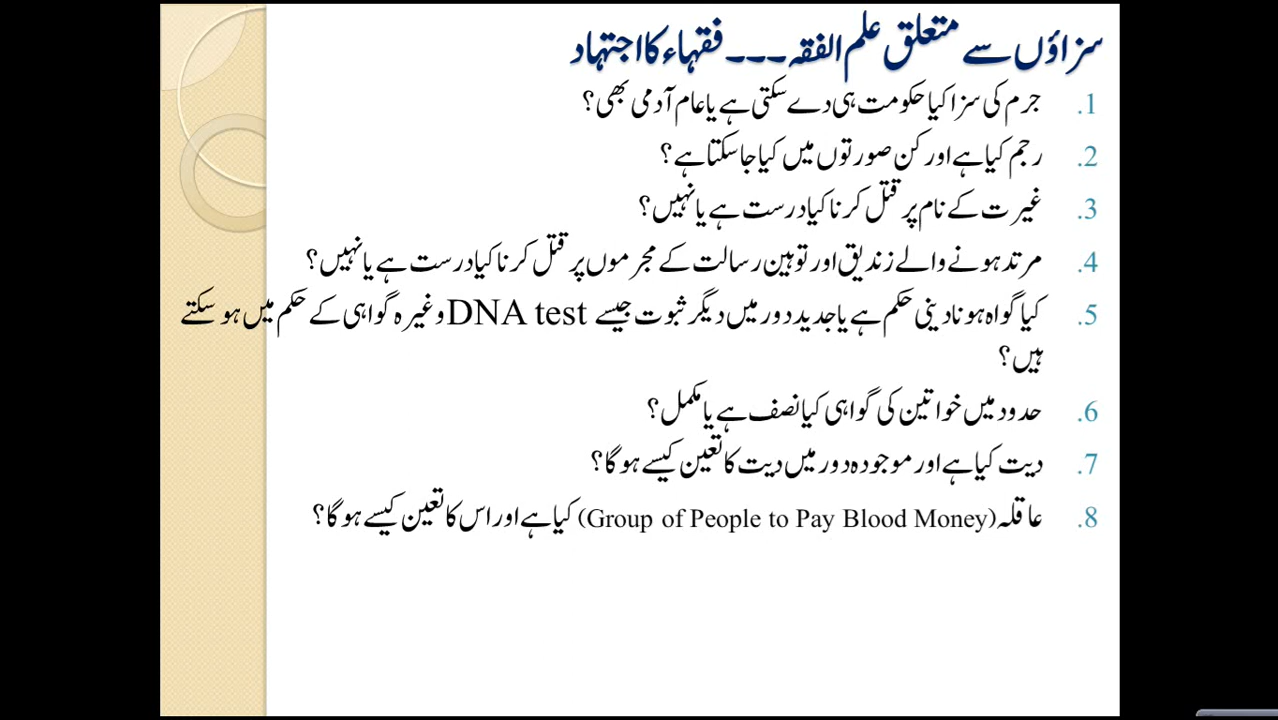 سزاؤں سے متعلق علم الفقہ ۔۔۔ فقہاء کا اجتہاد
1. جرم کی سزا کیا حکومت ہی دے سکتی ہے یا عام آدمی بھی؟
2. رجم کیا ہے اور کن صورتوں میں کیا جا سکتا ہے؟
3. غیرت کے نام پر قتل کرنا کیا درست ہے یا نہیں؟
4. مرتد ہونے والے زندیق اور توہین رسالت کے مجرموں پر قتل کرنا کیا درست ہے یا نہیں؟
5. کیا گواہ ہونا دینی حکم ہے یا جدید دور میں دیگر ثبوت جیسے DNA test وغیرہ گواہی کے حکم میں ہو سکتے
ہیں؟
6. حدود میں خواتین کی گواہی کیا نصف ہے یا مکمل؟
7. دیت کیا ہے اور موجودہ دور میں دیت کا تعین کیسے ہو گا؟
8. عاقلہ (Group of People to Pay Blood Money) کیا ہے اور اس کا تعین کیسے ہو گا؟